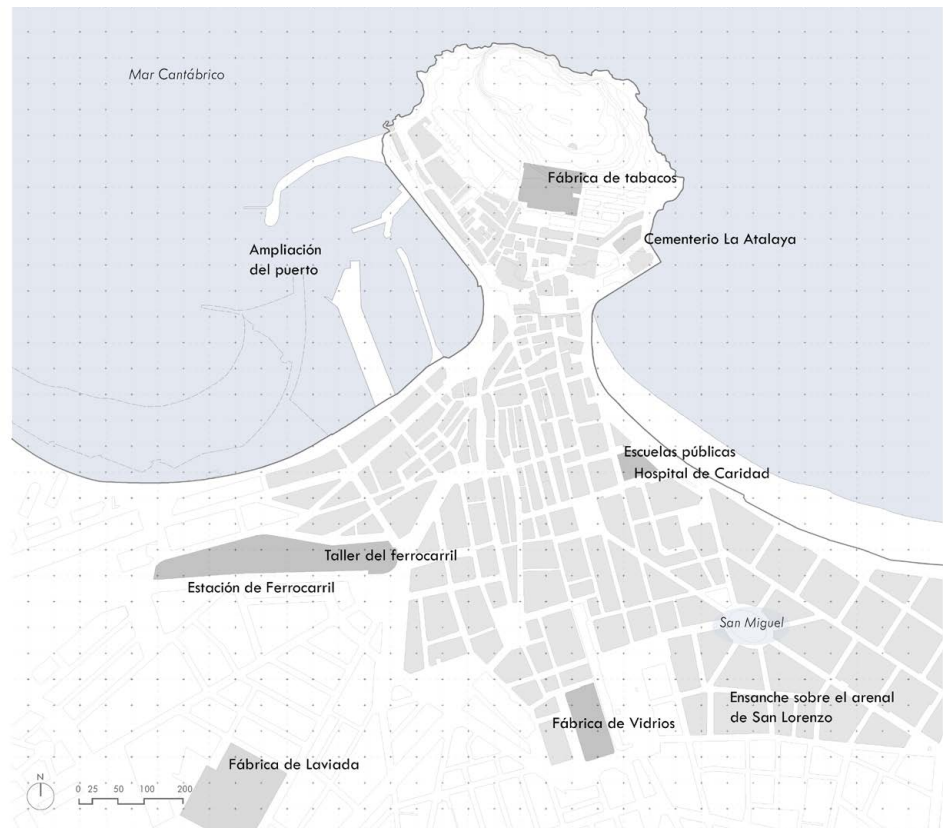 Mar Cantábrico
Fábrica de tabacos
Cementerio La Atalaya
Ampliación
del puerto
Escuelas públicas
Hospital de Caridad
Taller del ferrocarril
Estación de Ferrocarril
San Miguel
Ensanche sobre el arenal
de San Lorenzo
Fábrica de Vidrios
Fábrica de Laviada
N
0 25 50 100 200